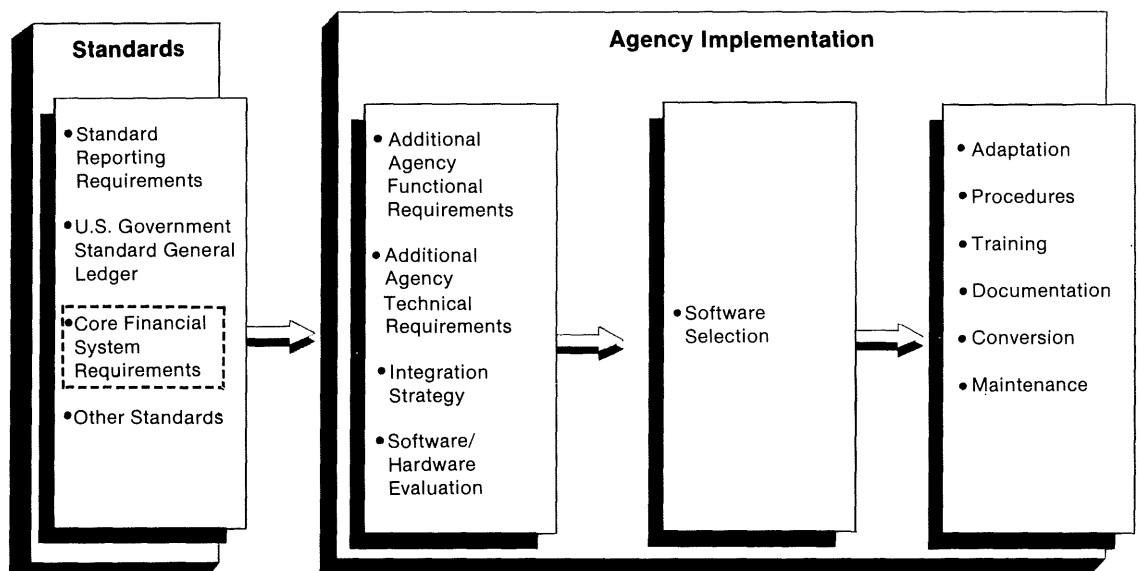 Standards
• Standard
Reporting
Requirements
• U.S. Government
Standard General
Ledger
• Core Financial
System
Requirements
• Other Standards
Agency Implementation
• Additional
Agency
Functional
Requirements
• Additional
Agency
Technical
Requirements
• Integration
Strategy
• Software/
Hardware
Evaluation
• Software
Selection
• Adaptation
• Procedures
• Training
• Documentation
• Conversion
• Maintenance